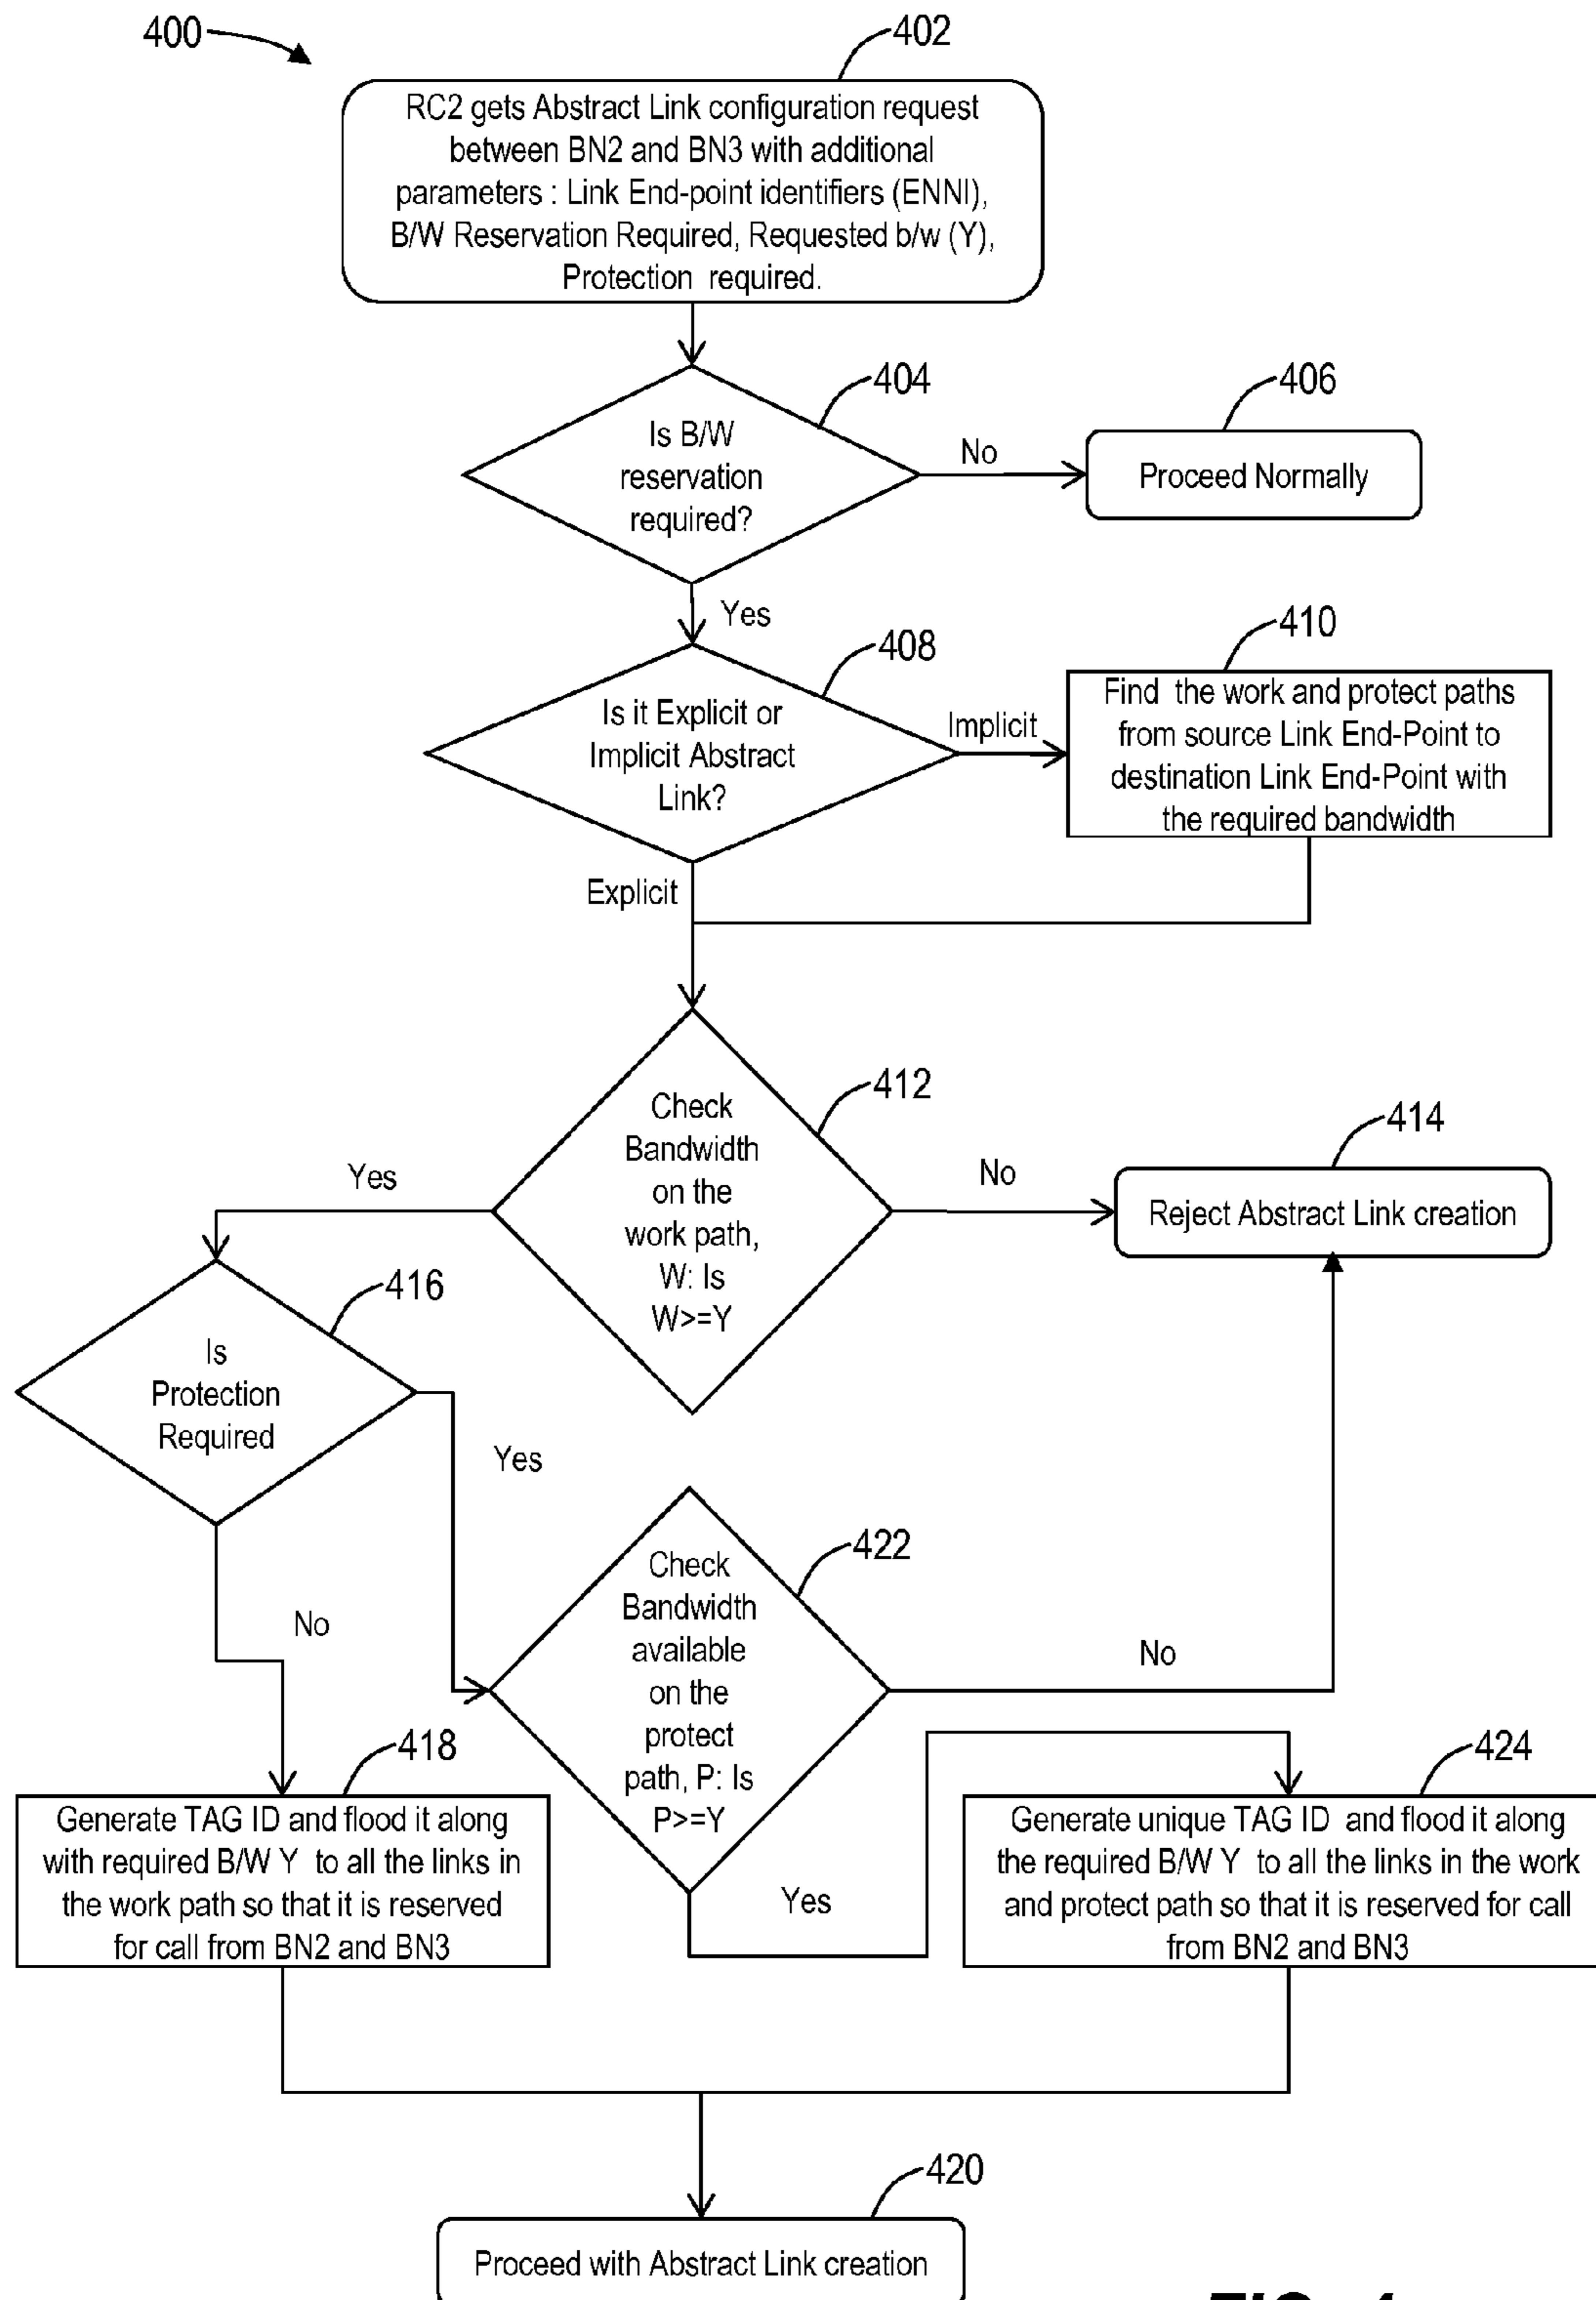 400
402
RC2 gets Abstract Link configuration request
between BN2 and BN3 with additional
parameters : Link End-point identifiers (ENNI),
B/W Reservation Required, Requested b/w (Y),
Protection required.
404
Is B/W
reservation
required?
No
406
Proceed Normally
Yes
408
Is it Explicit or
Implicit Abstract
Link?
Implicit
410
Find the work and protect paths
from source Link End-Point to
destination Link End-Point with
the required bandwidth
Explicit
412
Check
Bandwidth
on the
work path,
W: Is
W>=Y
No
414
Reject Abstract Link creation
Yes
416
Is
Protection
Required
Yes
422
Check
Bandwidth
available
on the
protect
path, P: Is
P>=Y
No
No
418
Generate TAG ID and flood it along
with required B/W Y to all the links in
the work path so that it is reserved
for call from BN2 and BN3
Yes
424
Generate unique TAG ID and flood it along
the required B/W Y to all the links in the work
and protect path so that it is reserved for call
from BN2 and BN3
420
Proceed with Abstract Link creation